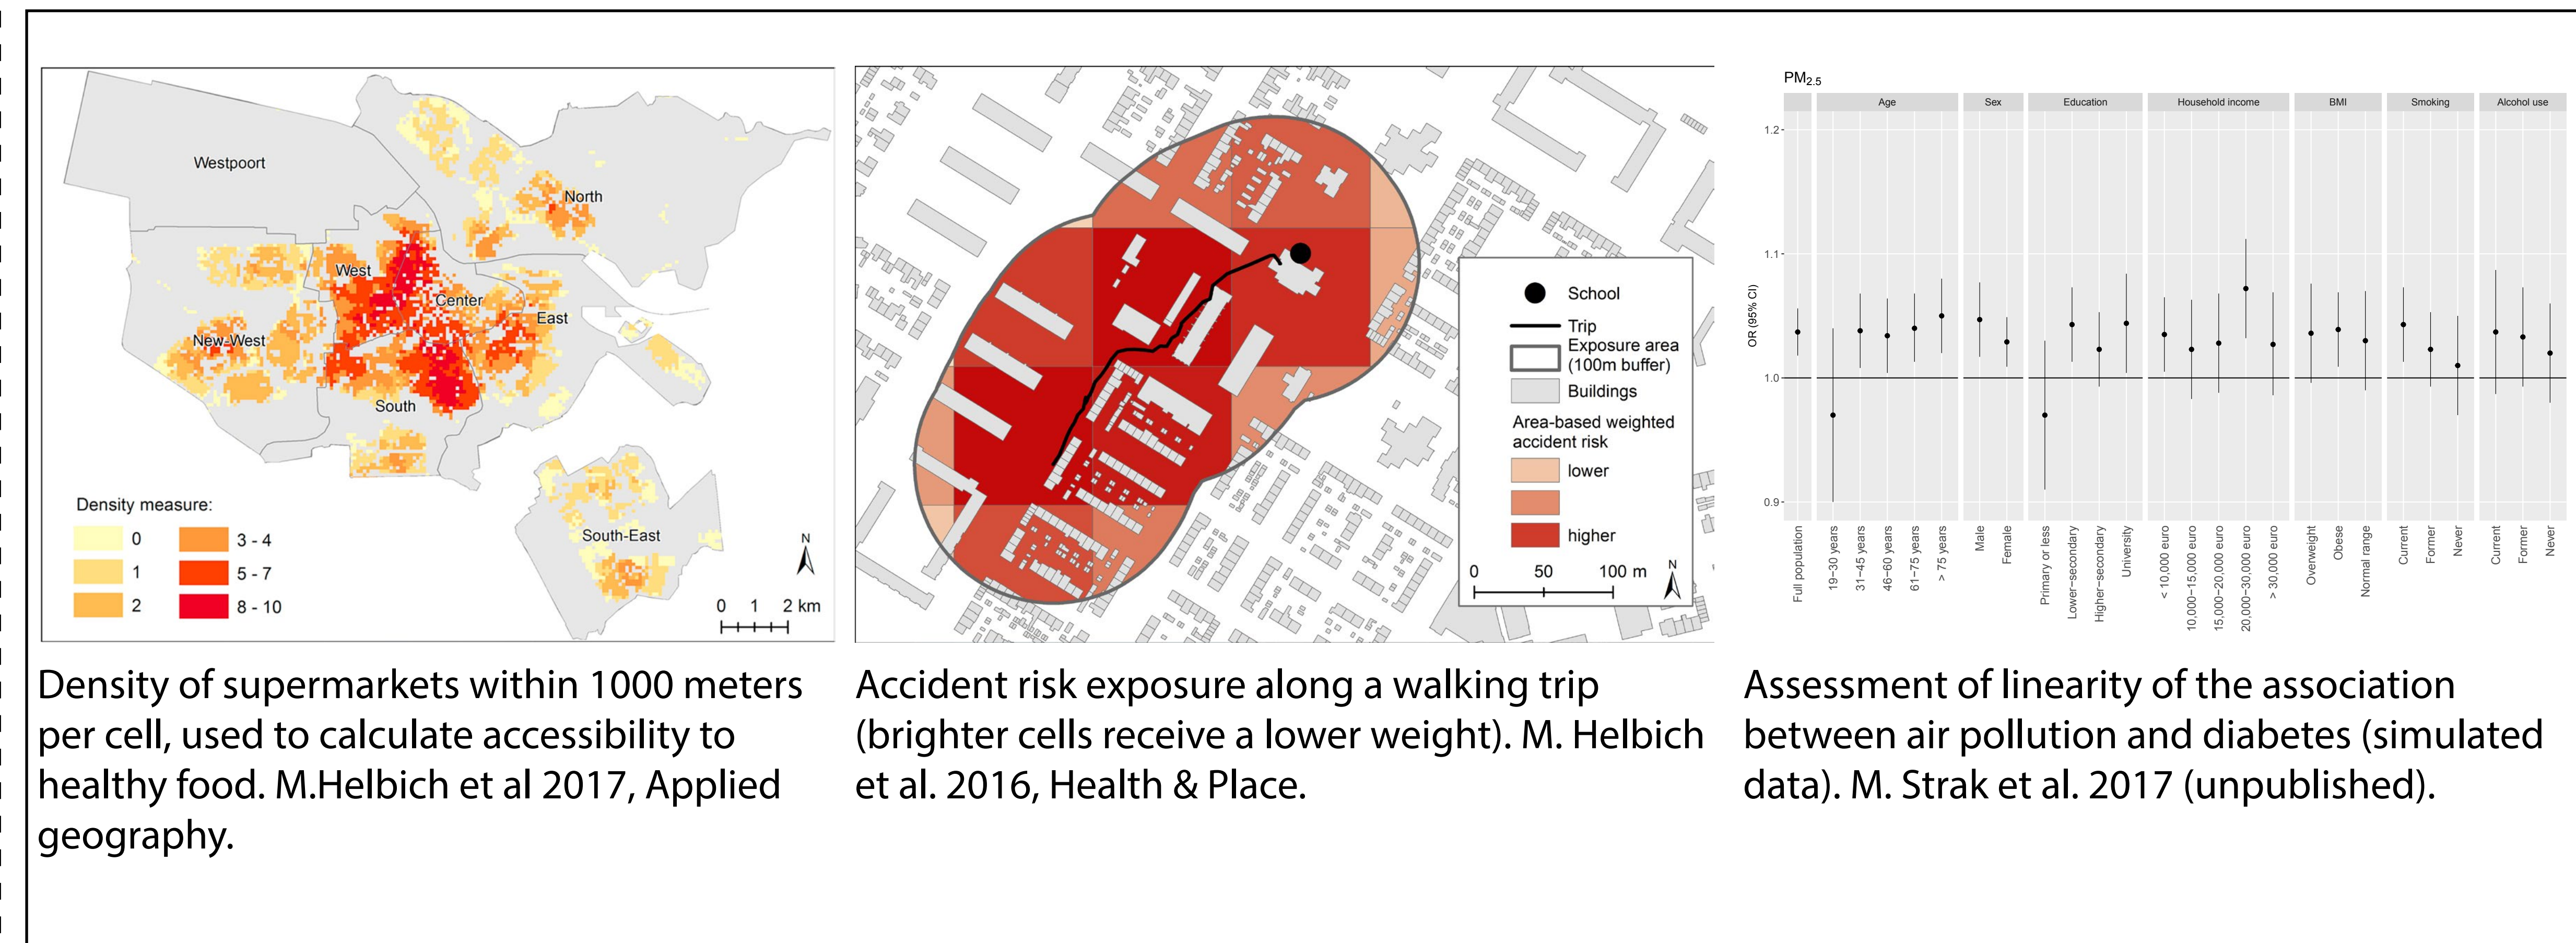 Westpoort
North
West
Center
East
New-West
South
South-East
Density measure:
0
1
2
3 - 4
5 - 7
8 - 10
N
0 1 2 km
School
Trip
Exposure area
(100m buffer)
Buildings
Area-based weighted
accident risk
lower
higher
0 50 100 m
N
PM2.5
Age Sex Education Household income BMI Smoking Alcohol use
OR (95% CI)
1.2
1.1
1.0
0.9
Full population
19−30 years
31−45 years
46−60 years
61−75 years
> 75 years
Male
Female
Primary or less
Lower−secondary
Higher−secondary
University
< 10,000 euro
10,000−15,000 euro
15,000−20,000 euro
20,000−30,000 euro
> 30,000 euro
Overweight
Obese
Normal range
Current
Former
Never
Current
Former
Never
Density of supermarkets within 1000 meters
per cell, used to calculate accessibility to
healthy food. M.Helbich et al 2017, Applied
geography.
Accident risk exposure along a walking trip
(brighter cells receive a lower weight). M. Helbich
et al. 2016, Health & Place.
Assessment of linearity of the association
between air pollution and diabetes (simulated
data). M. Strak et al. 2017 (unpublished).